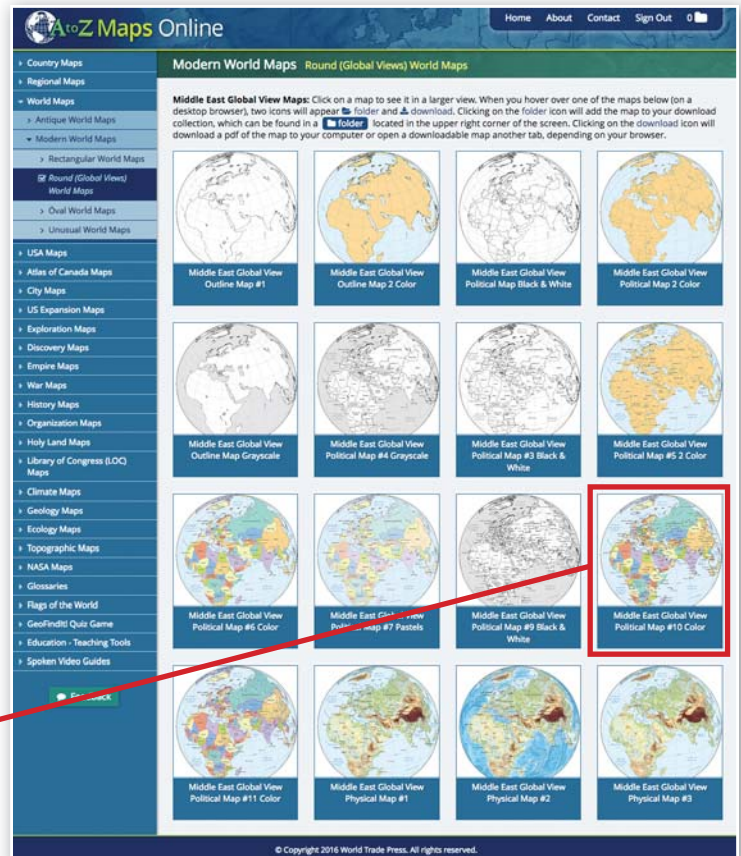 AtoZ Maps Online
Home About Contact Sign Out 0
Country Maps
Regional Maps
World Maps
Antique World Maps
Modern World Maps
Rectangular World Maps
Round (Global Views)
World Maps
Oval World Maps
Unusual World Maps
USA Maps
Atlas of Canada Maps
City Maps
US Expansion Maps
Exploration Maps
Discovery Maps
Empire Maps
War Maps
History Maps
Organization Maps
Holy Land Maps
Library of Congress (LOC)
Maps
Climate Maps
Geology Maps
Ecology Maps
Topographic Maps
NASA Maps
Glossaries
Flags of the World
GeoFindIt! Quiz Game
Education - Teaching Tools
Spoken Video Guides
Feedback
Modern World Maps Round (Global Views) World Maps
Middle East Global View Maps: Click on a map to see it in a larger view. When you hover over one of the maps below (on a
desktop browser), two icons will appear folder and download. Clicking on the folder icon will add the map to your download
collection, which can be found in a folder located in the upper right corner of the screen. Clicking on the download icon will
download a pdf of the map to your computer or open a downloadable map another tab, depending on your browser.
Middle East Global View
Outline Map #1
Middle East Global View
Outline Map 2 Color
Middle East Global View
Political Map Black & White
Middle East Global View
Political Map 2 Color
Middle East Global View
Outline Map Grayscale
Middle East Global View
Political Map #4 Grayscale
Middle East Global View
Political Map #3 Black &
White
Middle East Global View
Political Map #5 2 Color
Middle East Global View
Political Map #6 Color
Middle East Global View
Political Map #7 Pastels
Middle East Global View
Political Map #9 Black &
White
Middle East Global View
Political Map #10 Color
Middle East Global View
Political Map #11 Color
Middle East Global View
Physical Map #1
Middle East Global View
Physical Map #2
Middle East Global View
Physical Map #3
© Copyright 2016 World Trade Press. All rights reserved.